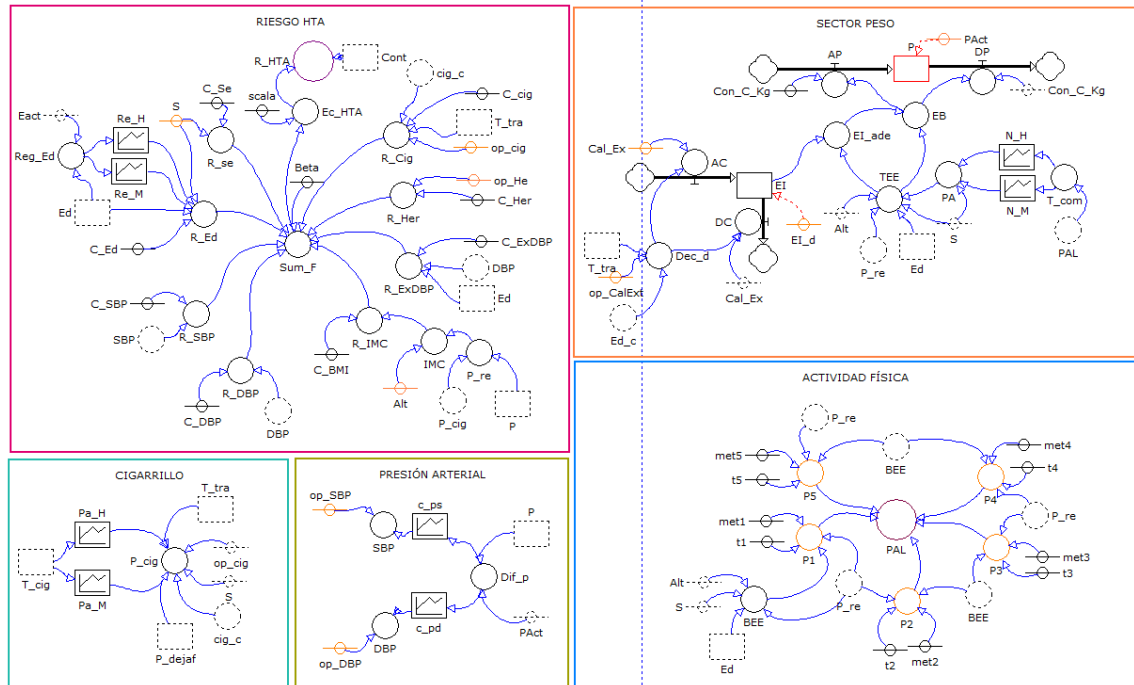 RIESGO HTA
R_HTA
Cont
cig_c
C_Se
scala
S
Ec_HTA
C_cig
T_tra
Eact
Re_H
op_cig
Reg_Ed
R_se
R_Cig
Beta
op_He
Re_M
C_Her
R_Her
Ed
R_Ed
C_Ed
C_ExDBP
Sum_F
DBP
R_ExDBP
Ed
C_SBP
SBP
R_SBP
R_IMC
C_BMI
IMC
P_re
R_DBP
Alt
C_DBP
DBP
P_cig
P
SECTOR PESO
PAct
AP
P
DP
Con_C_Kg
Con_C_Kg
EB
EI_ade
Cal_Ex
AC
N_H
TEE
EI
PA
N_M
T_com
DC
H
Alt
S
EI_d
PAL
T_tra
Dec_d
P_re
Ed
op_CalExt
Cal_Ex
Ed_c
CIGARRILLO
T_tra
Pa_H
P_cig
op_cig
T_cig
Pa_M
S
cig_c
P_dejaf
PRESIÓN ARTERIAL
op_SBP
c_ps
P
SBP
Dif_p
c_pd
PAct
DBP
op_DBP
ACTIVIDAD FÍSICA
P_re
met5
BEE
met4
t5
P5
t4
P4
met1
P_re
t1
PAL
P1
P3
met3
t3
Alt
P_re
S
BEE
P2
BEE
Ed
t2
met2